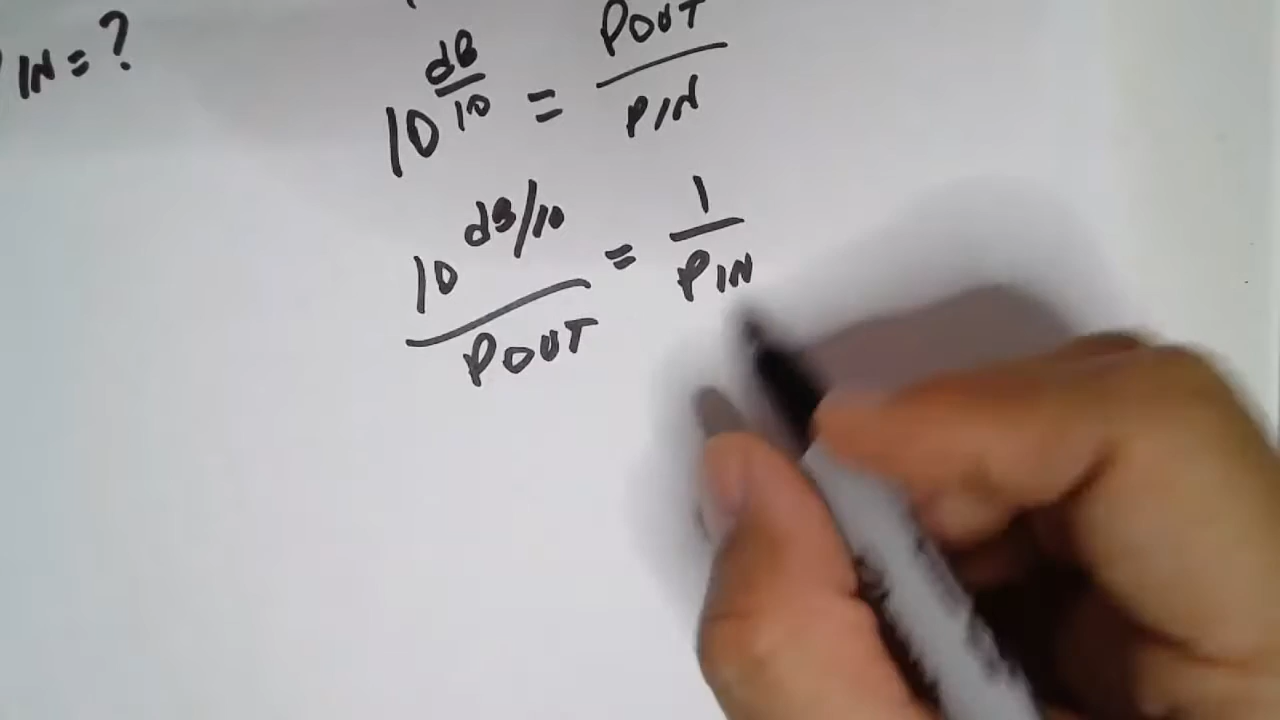 IN = ?
10^(dB/10) = POUT/PIN
10^(dB/10)/POUT = 1/PIN